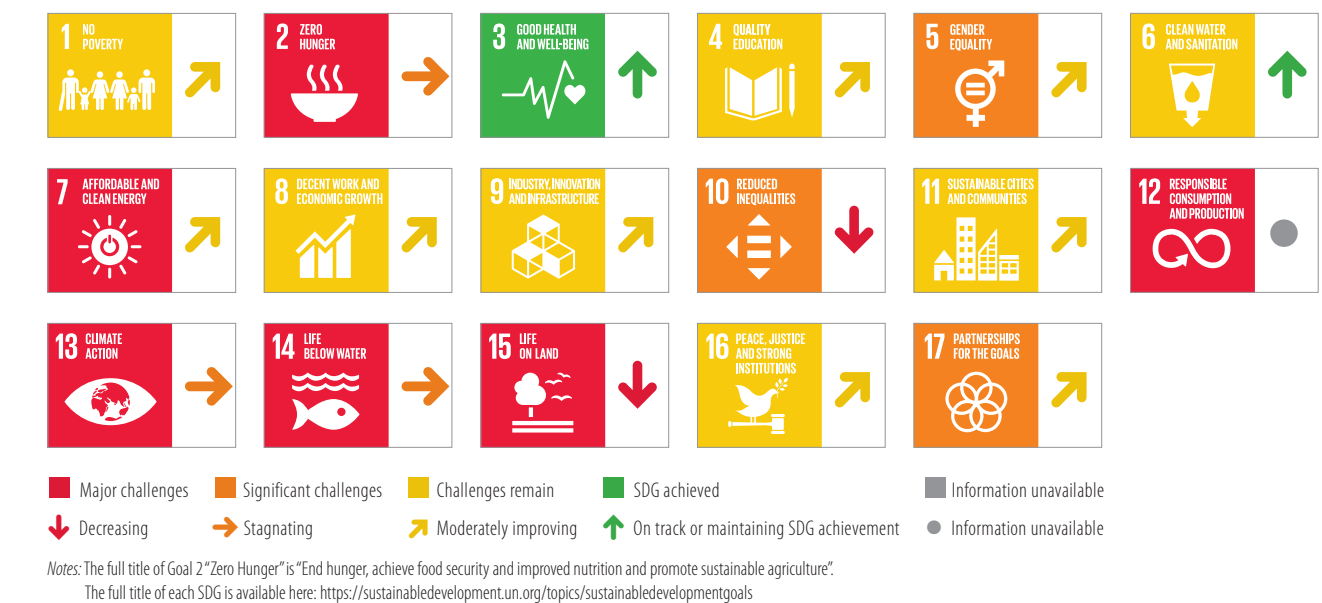 1 NO
POVERTY
2 ZERO
HUNGER
3 GOOD HEALTH
AND WELL-BEING
4 QUALITY
EDUCATION
5 GENDER
EQUALITY
6 CLEAN WATER
AND SANITATION
7 AFFORDABLE AND
CLEAN ENERGY
8 DECENT WORK AND
ECONOMIC GROWTH
9 INDUSTRY, INNOVATION
AND INFRASTRUCTURE
10 REDUCED
INEQUALITIES
11 SUSTAINABLE CITIES
AND COMMUNITIES
12 RESPONSIBLE
CONSUMPTION
AND PRODUCTION
13 CLIMATE
ACTION
14 LIFE
BELOW WATER
15 LIFE
ON LAND
16 PEACE, JUSTICE
AND STRONG
INSTITUTIONS
17 PARTNERSHIPS
FOR THE GOALS
Major challenges Significant challenges Challenges remain SDG achieved Information unavailable
Decreasing Stagnating Moderately improving On track or maintaining SDG achievement Information unavailable
Notes: The full title of Goal 2 “Zero Hunger” is “End hunger, achieve food security and improved nutrition and promote sustainable agriculture”.
The full title of each SDG is available here: https://sustainabledevelopment.un.org/topics/sustainabledevelopmentgoals